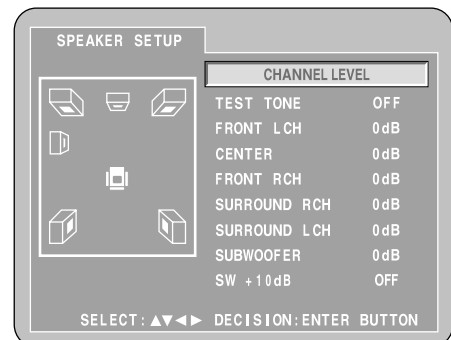 SPEAKER SETUP
CHANNEL LEVEL
TEST TONE OFF
FRONT LCH 0dB
CENTER 0dB
FRONT RCH 0dB
SURROUND RCH 0dB
SURROUND LCH 0dB
SUBWOOFER 0dB
SW +10dB OFF
SELECT:▲▼◄► DECISION:ENTER BUTTON